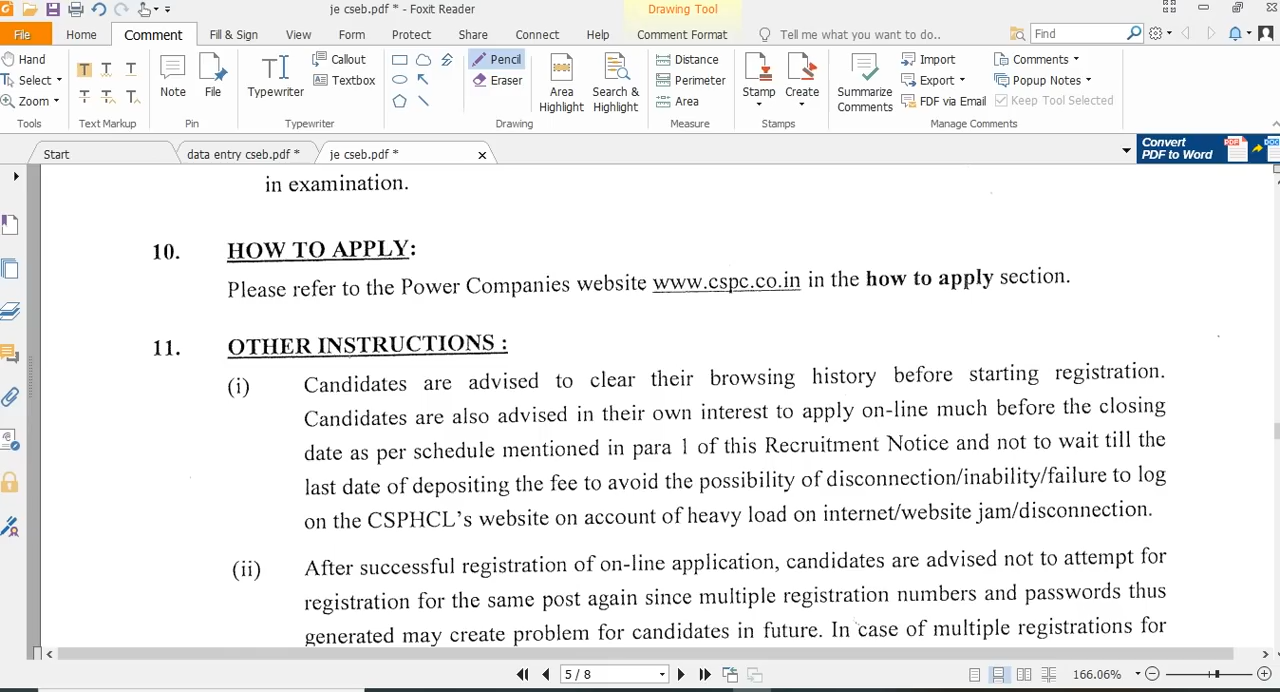 je cseb.pdf * - Foxit Reader
Drawing Tool
File Home Comment Fill & Sign View Form Protect Share Connect Help Comment Format Tell me what you want to do.. Find
Hand
Select
Zoom
Tools
Text Markup
Note
File
Pin
Typewriter
Callout
Textbox
Typewriter
Pencil
Eraser
Area Highlight
Search & Highlight
Drawing
Distance
Perimeter
Area
Measure
Stamp
Create
Stamps
Summarize Comments
Import
Export
FDF via Email
Comments
Popup Notes
Keep Tool Selected
Manage Comments
Start
data entry cseb.pdf *
je cseb.pdf *
Convert
PDF to Word
in examination.
10. HOW TO APPLY:
Please refer to the Power Companies website www.cspc.co.in in the how to apply section.
11. OTHER INSTRUCTIONS :
(i) Candidates are advised to clear their browsing history before starting registration.
Candidates are also advised in their own interest to apply on-line much before the closing
date as per schedule mentioned in para 1 of this Recruitment Notice and not to wait till the
last date of depositing the fee to avoid the possibility of disconnection/inability/failure to log
on the CSPHCL's website on account of heavy load on internet/website jam/disconnection.
(ii) After successful registration of on-line application, candidates are advised not to attempt for
registration for the same post again since multiple registration numbers and passwords thus
generated may create problem for candidates in future. In case of multiple registrations for
5 / 8
166.06%